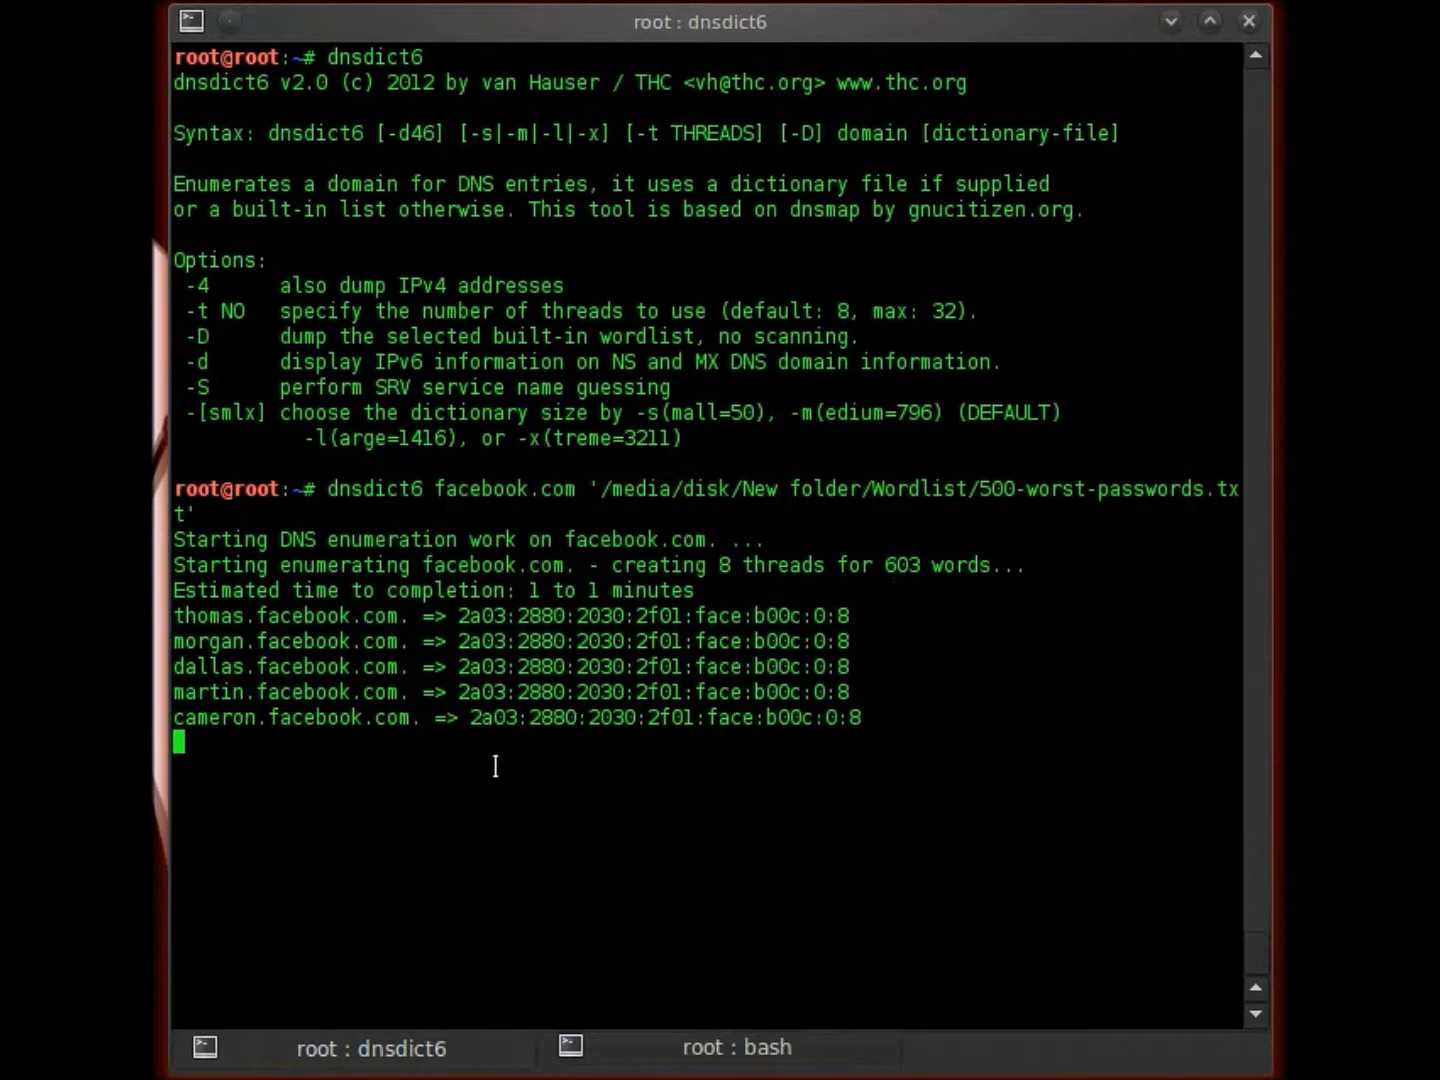 root : dnsdict6
root@root:~# dnsdict6
dnsdict6 v2.0 (c) 2012 by van Hauser / THC <vh@thc.org> www.thc.org
Syntax: dnsdict6 [-d46] [-s|-m|-l|-x] [-t THREADS] [-D] domain [dictionary-file]
Enumerates a domain for DNS entries, it uses a dictionary file if supplied
or a built-in list otherwise. This tool is based on dnsmap by gnucitizen.org.
Options:
-4 also dump IPv4 addresses
-t NO specify the number of threads to use (default: 8, max: 32).
-D dump the selected built-in wordlist, no scanning.
-d display IPv6 information on NS and MX DNS domain information.
-S perform SRV service name guessing
-[smlx] choose the dictionary size by -s(mall=50), -m(edium=796) (DEFAULT)
-l(arge=1416), or -x(treme=3211)
root@root:~# dnsdict6 facebook.com '/media/disk/New folder/Wordlist/500-worst-passwords.tx
t'
Starting DNS enumeration work on facebook.com. ...
Starting enumerating facebook.com. - creating 8 threads for 603 words...
Estimated time to completion: 1 to 1 minutes
thomas.facebook.com. => 2a03:2880:2030:2f01:face:b00c:0:8
morgan.facebook.com. => 2a03:2880:2030:2f01:face:b00c:0:8
dallas.facebook.com. => 2a03:2880:2030:2f01:face:b00c:0:8
martin.facebook.com. => 2a03:2880:2030:2f01:face:b00c:0:8
cameron.facebook.com. => 2a03:2880:2030:2f01:face:b00c:0:8
root : dnsdict6
root : bash